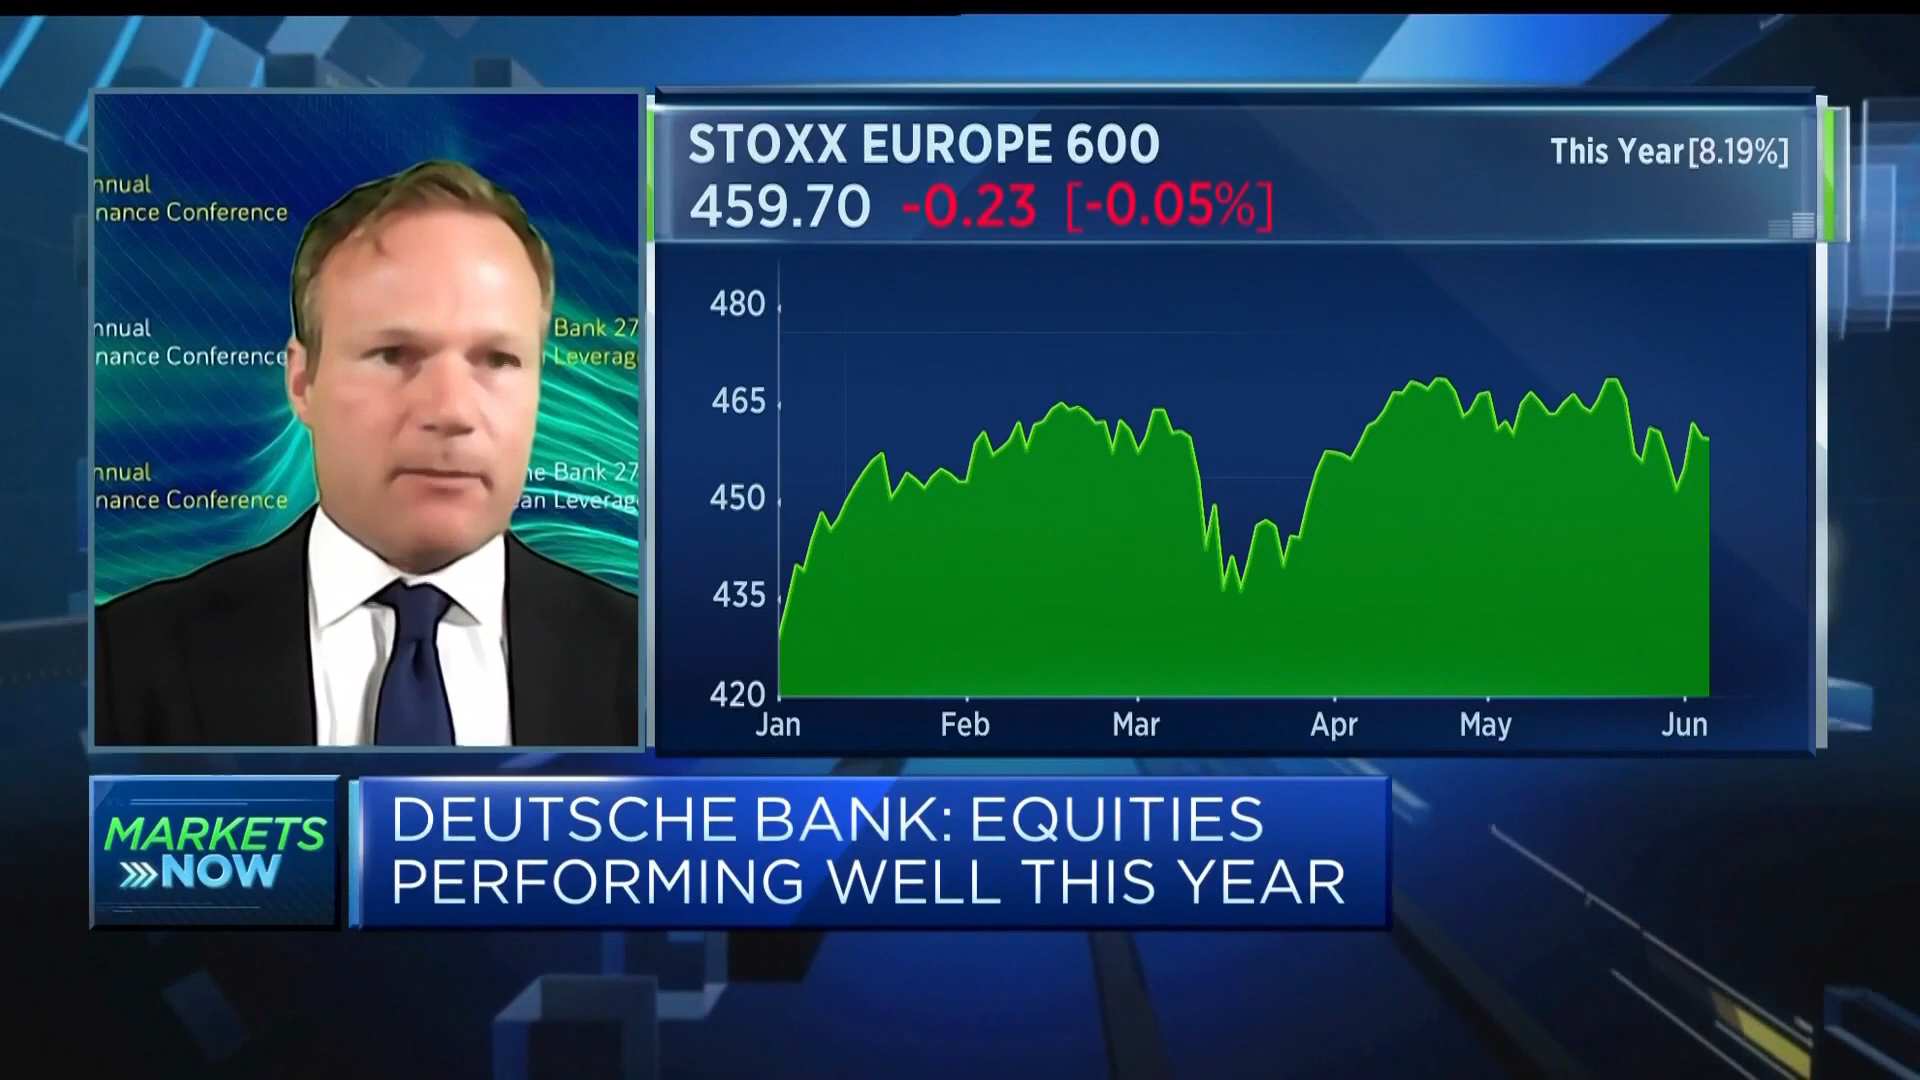 nnual
nance Conference
nnual
nance Conference
Bank 27
Leverag
nnual
nance Conference
ne Bank 27
an Leverag
STOXX EUROPE 600
This Year [8.19%]
459.70 -0.23 [-0.05%]
480
465
450
435
420
Jan Feb Mar Apr May Jun
MARKETS
NOW
DEUTSCHE BANK: EQUITIES
PERFORMING WELL THIS YEAR